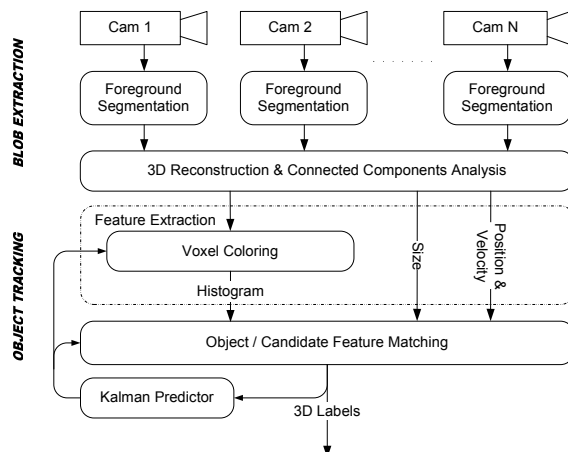 Cam 1
Cam 2
Cam N
BLOB EXTRACTION
Foreground
Segmentation
Foreground
Segmentation
Foreground
Segmentation
3D Reconstruction & Connected Components Analysis
OBJECT TRACKING
Feature Extraction
Voxel Coloring
Size
Position &
Velocity
Histogram
Object / Candidate Feature Matching
Kalman Predictor
3D Labels